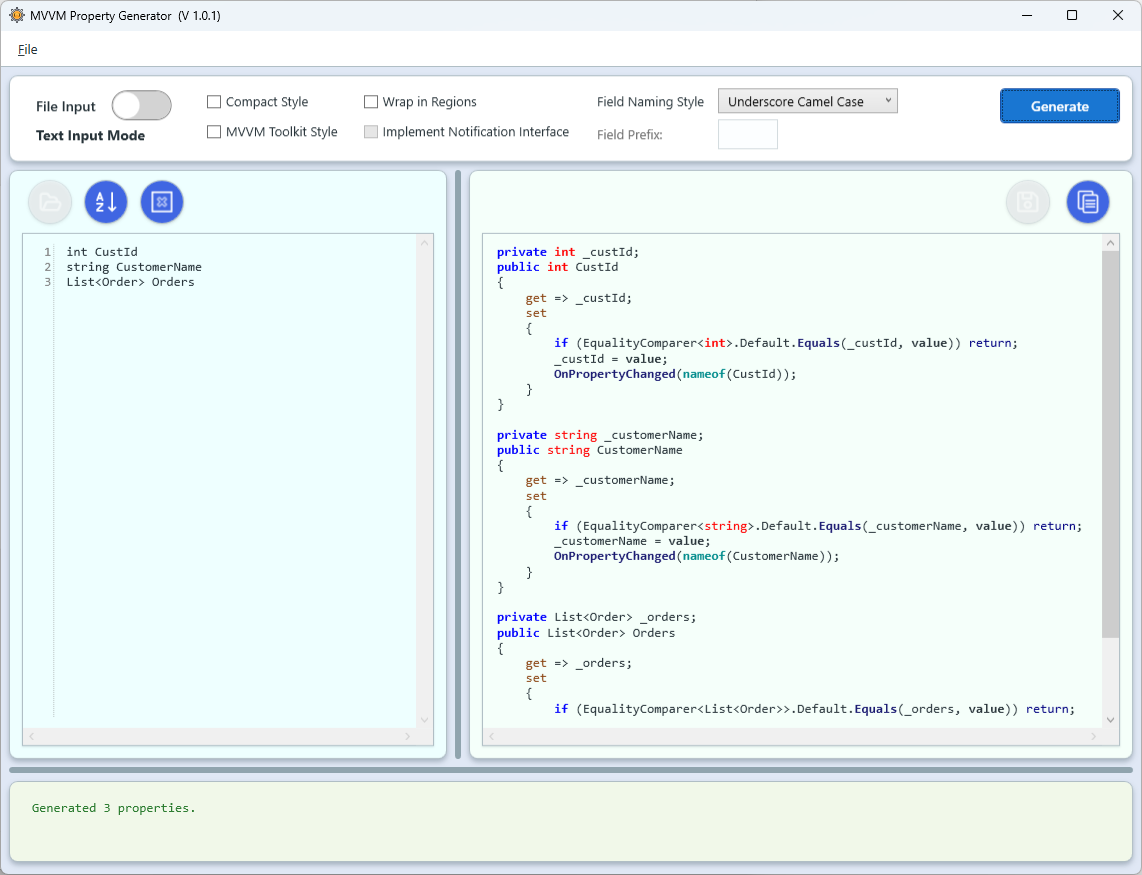 MVVM Property Generator (V 1.0.1)
File
File Input
Text Input Mode
Compact Style
MVVM Toolkit Style
Wrap in Regions
Implement Notification Interface
Field Naming Style
Underscore Camel Case
Field Prefix:
Generate
A
Z
1 int CustId
2 string CustomerName
3 List<Order> Orders
private int _custId;
public int CustId
{
    get => _custId;
    set
    {
        if (EqualityComparer<int>.Default.Equals(_custId, value)) return;
        _custId = value;
        OnPropertyChanged(nameof(CustId));
    }
}
private string _customerName;
public string CustomerName
{
    get => _customerName;
    set
    {
        if (EqualityComparer<string>.Default.Equals(_customerName, value)) return;
        _customerName = value;
        OnPropertyChanged(nameof(CustomerName));
    }
}
private List<Order> _orders;
public List<Order> Orders
{
    get => _orders;
    set
    {
        if (EqualityComparer<List<Order>>.Default.Equals(_orders, value)) return;
Generated 3 properties.